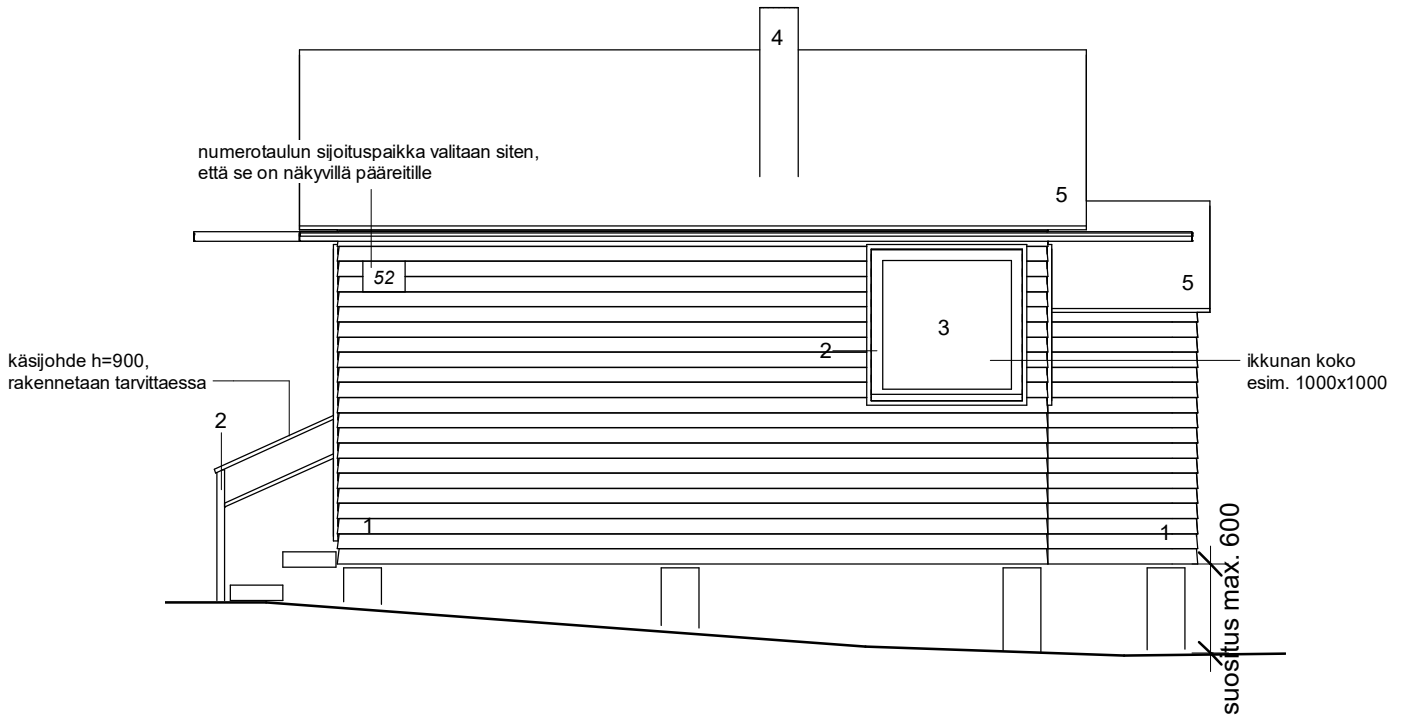 4
numerotaulun sijoituspaikka valitaan siten,
että se on näkyvillä pääreitille
5
52
5
3
2
ikkunan koko
esim. 1000x1000
käsijohde h=900,
rakennetaan tarvittaessa
2
1
1
suositus max. 600